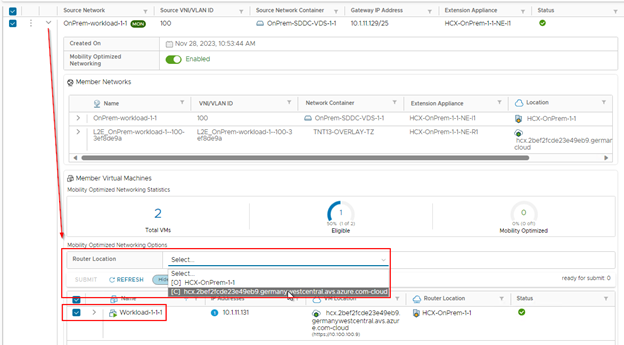 Source Network
Source VNI/VLAN ID
Source Network Container
Gateway IP Address
Extension Appliance
Status
OnPrem-workload-1-1
MON
100
OnPrem-SDDC-VDS-1-1
10.1.11.129/25
HCX-OnPrem-1-1-NE-I1
Created On
Nov 28, 2023, 10:53:44 AM
Mobility Optimized
Networking
Enabled
Member Networks
Name
VNI/VLAN ID
Network Container
Extension Appliance
Location
OnPrem-workload-1-1
100
OnPrem-SDDC-VDS-1-1
HCX-OnPrem-1-1-NE-I1
HCX-OnPrem-1-1
L2E_OnPrem-workload-1-1--100-
3ef8de9a
L2E_OnPrem-workload-1-1--100-3
ef8de9a
TNT13-OVERLAY-TZ
HCX-OnPrem-1-1-NE-R1
hcx.2bef2fcde23e49eb9.german
cloud
Member Virtual Machines
Mobility Optimized Networking Statistics
2
Total VMs
1
50% (1 of 2)
Eligible
0
0% (0 of 1)
Mobility Optimized
Mobility Optimized Networking Options
Router Location
Select...
Select...
[O] HCX-OnPrem-1-1
[C] hcx.2bef2fcde23e49eb9.germanywestcentral.avs.azure.com-cloud
SUBMIT
REFRESH
ready for submit: 0
Name
IP Addresses
VM Location
Router Location
Status
Workload-1-1-1
10.1.11.131
hcx.2bef2fcde23e49eb9.
germanywestcentral.avs.azur
e.com-cloud
(https://10.100.100.9)
HCX-OnPrem-1-1